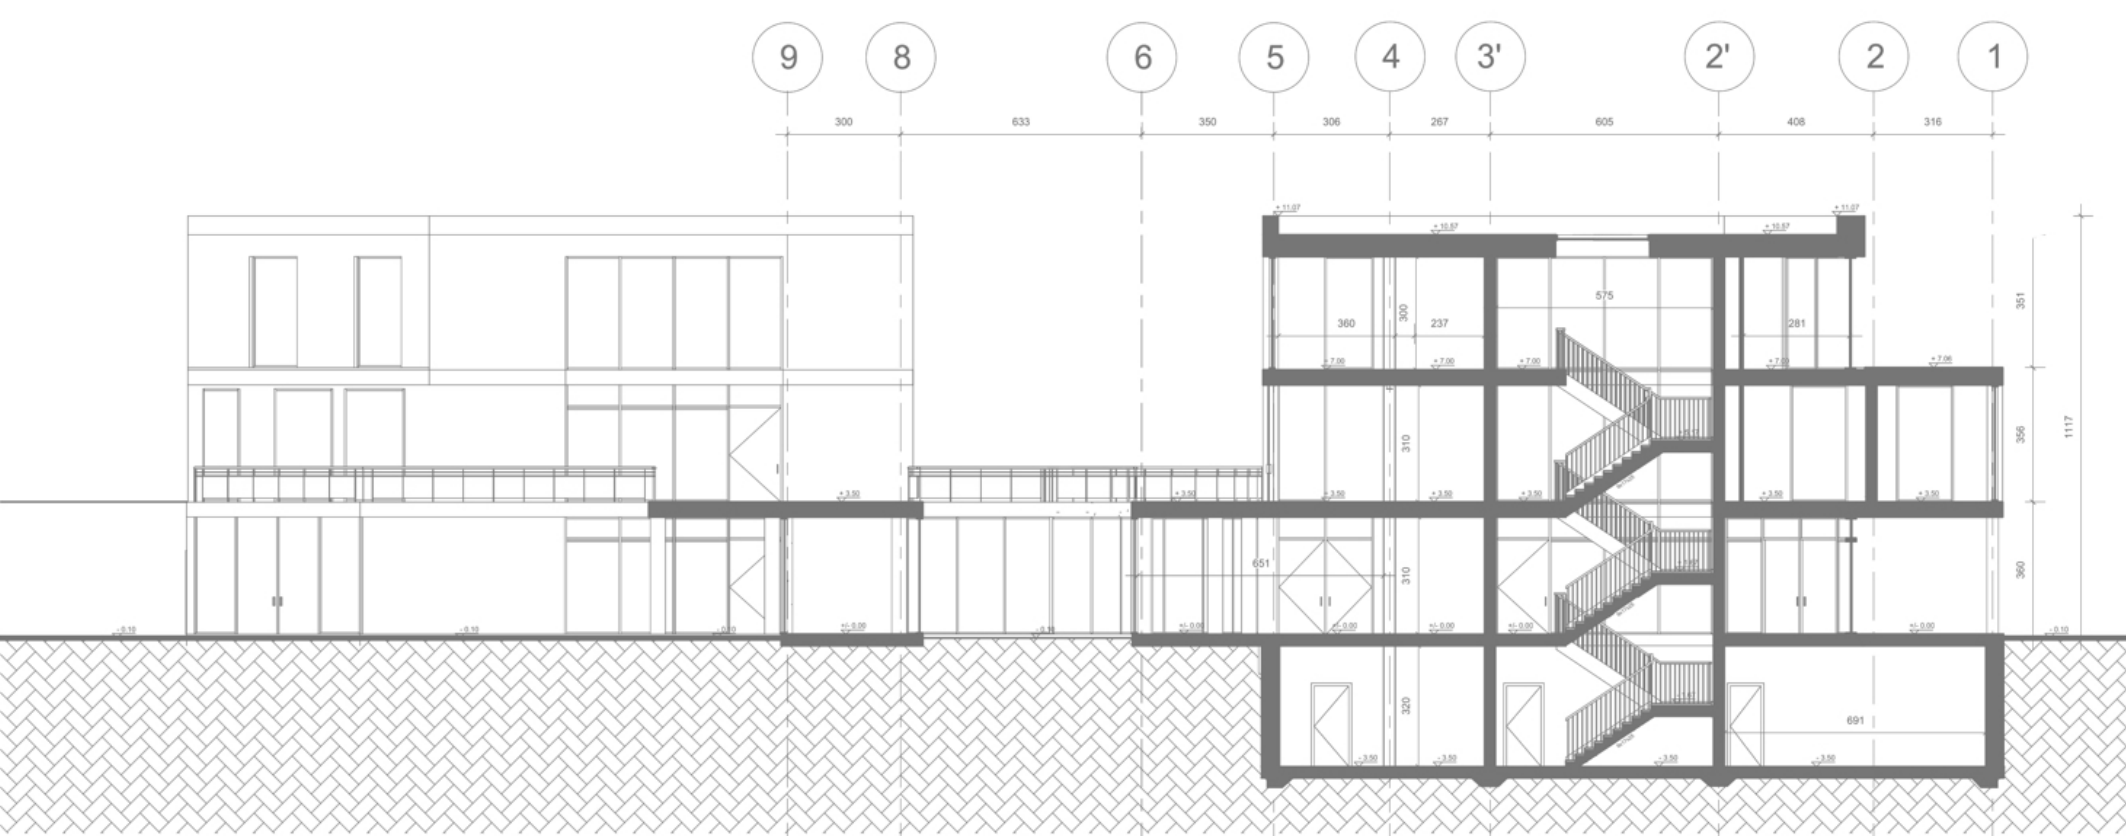 9 8 6 5 4 3' 2' 2 1
300 633 350 306 267 605 408 316
+ 11.07 + 11.07
+ 10.57 + 10.57
575
351
300
360 237 281
+ 7.00 + 7.00 + 7.00 + 7.06
1117
356
310
+ 3.50 + 3.50 + 3.50 + 3.50 + 3.50 + 3.50 + 3.50
651
310
360
- 0.10 - 0.10 +/- 0.00 +/- 0.00 +/- 0.00 +/- 0.00 +/- 0.00 +/- 0.00 - 0.10
320
691
- 3.50 - 3.50 - 3.50 - 3.50